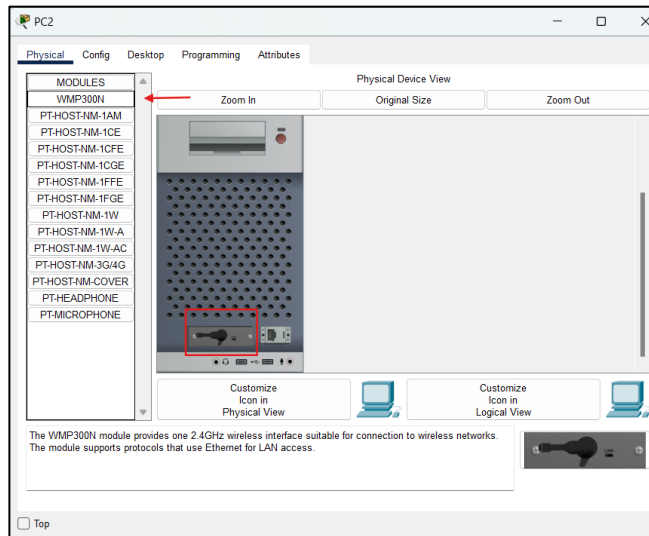 PC2
Physical Config Desktop Programming Attributes
MODULES
WMP300N
PT-HOST-NM-1AM
PT-HOST-NM-1CE
PT-HOST-NM-1CFE
PT-HOST-NM-1CGE
PT-HOST-NM-1FFE
PT-HOST-NM-1FGE
PT-HOST-NM-1W
PT-HOST-NM-1W-A
PT-HOST-NM-1W-AC
PT-HOST-NM-3G/4G
PT-HOST-NM-COVER
PT-HEADPHONE
PT-MICROPHONE
Physical Device View
Zoom In Original Size Zoom Out
Customize
Icon in
Physical View
Customize
Icon in
Logical View
The WMP300N module provides one 2.4GHz wireless interface suitable for connection to wireless networks.
The module supports protocols that use Ethernet for LAN access.
Top